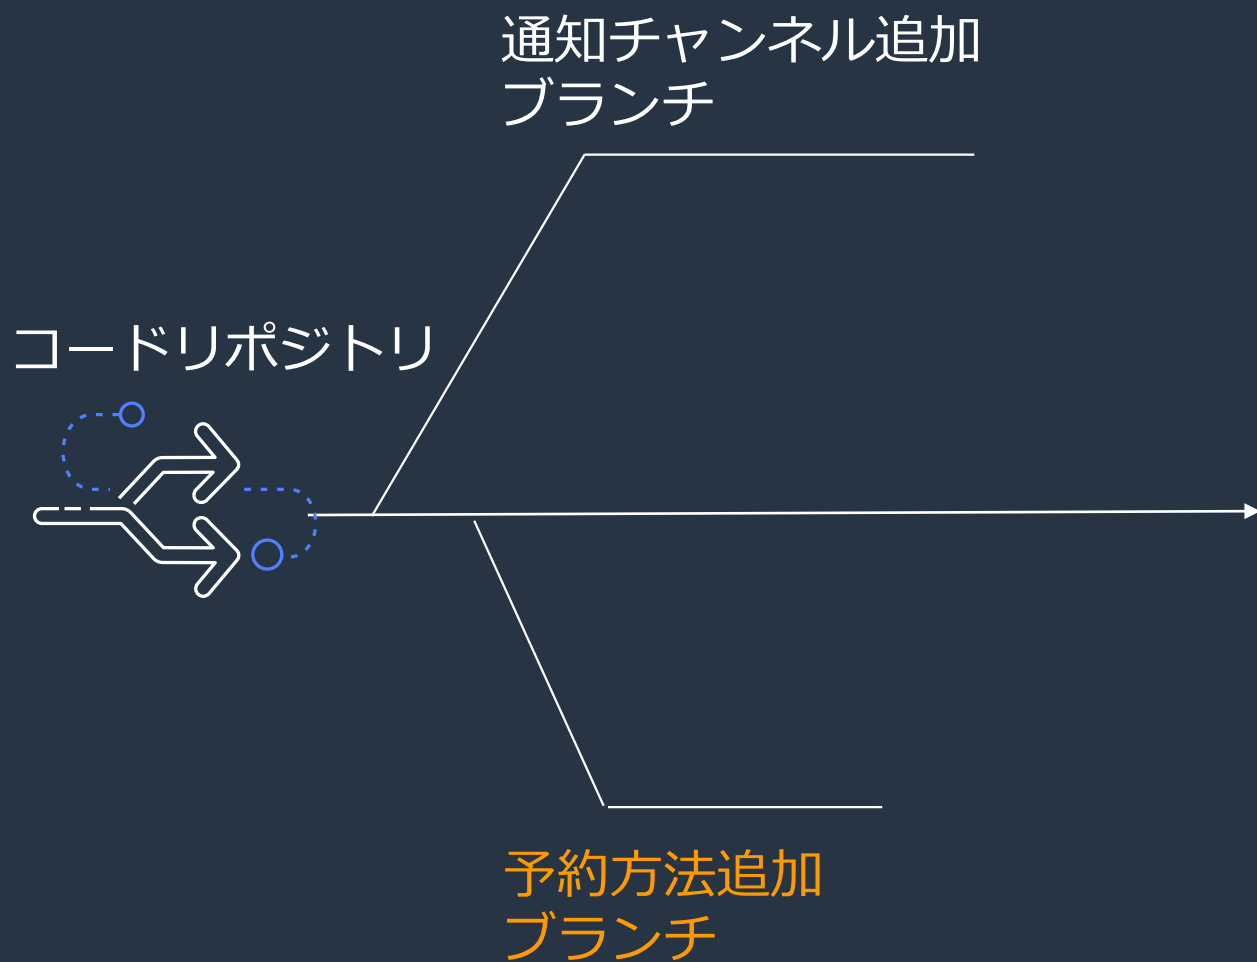 通知チャンネル追加
ブランチ
コードリポジトリ
予約方法追加
ブランチ